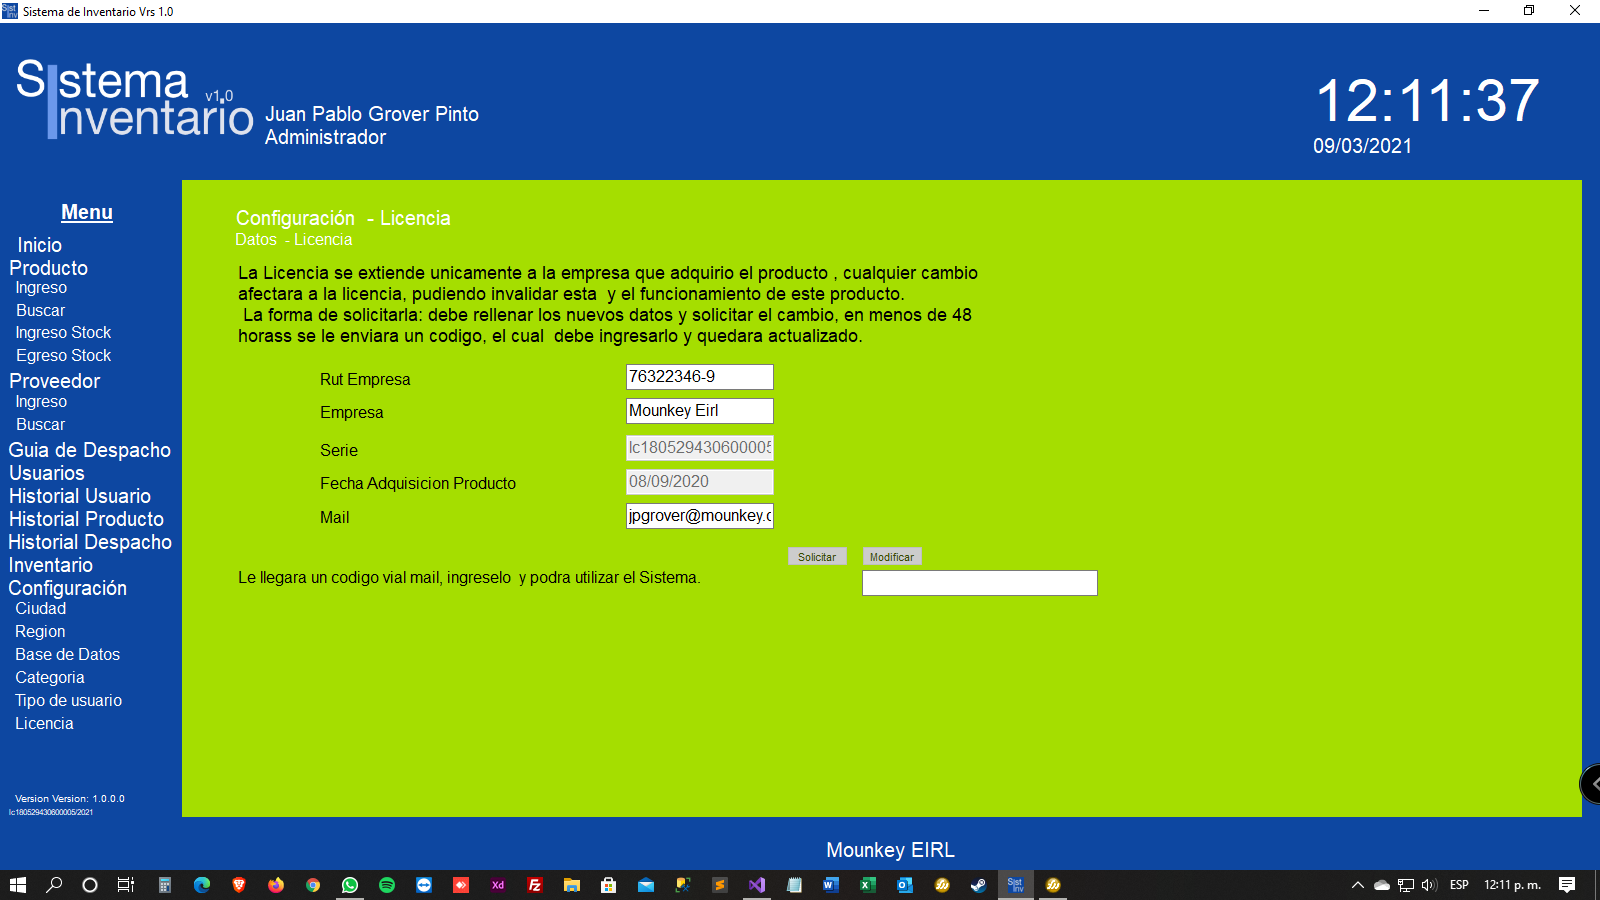 Sistema de Inventario Vrs 1.0
Sistema
Inventario v1.0
Juan Pablo Grover Pinto
Administrador
12:11:37
09/03/2021
Menu
Inicio
Producto
Ingreso
Buscar
Ingreso Stock
Egreso Stock
Proveedor
Ingreso
Buscar
Guia de Despacho
Usuarios
Historial Usuario
Historial Producto
Historial Despacho
Inventario
Configuración
Ciudad
Region
Base de Datos
Categoria
Tipo de usuario
Licencia
Version Version: 1.0.0.0
lc180529430600005/2021
Configuración - Licencia
Datos - Licencia
La Licencia se extiende unicamente a la empresa que adquirio el producto , cualquier cambio
afectara a la licencia, pudiendo invalidar esta y el funcionamiento de este producto.
La forma de solicitarla: debe rellenar los nuevos datos y solicitar el cambio, en menos de 48
horass se le enviara un codigo, el cual debe ingresarlo y quedara actualizado.
Rut Empresa 76322346-9
Empresa Mounkey Eirl
Serie lc180529430600005
Fecha Adquisicion Producto 08/09/2020
Mail jpgrover@mounkey.c
Solicitar Modificar
Le llegara un codigo vial mail, ingreselo y podra utilizar el Sistema.
Mounkey EIRL
Xd
Sist
Inv
ESP
12:11 p. m.